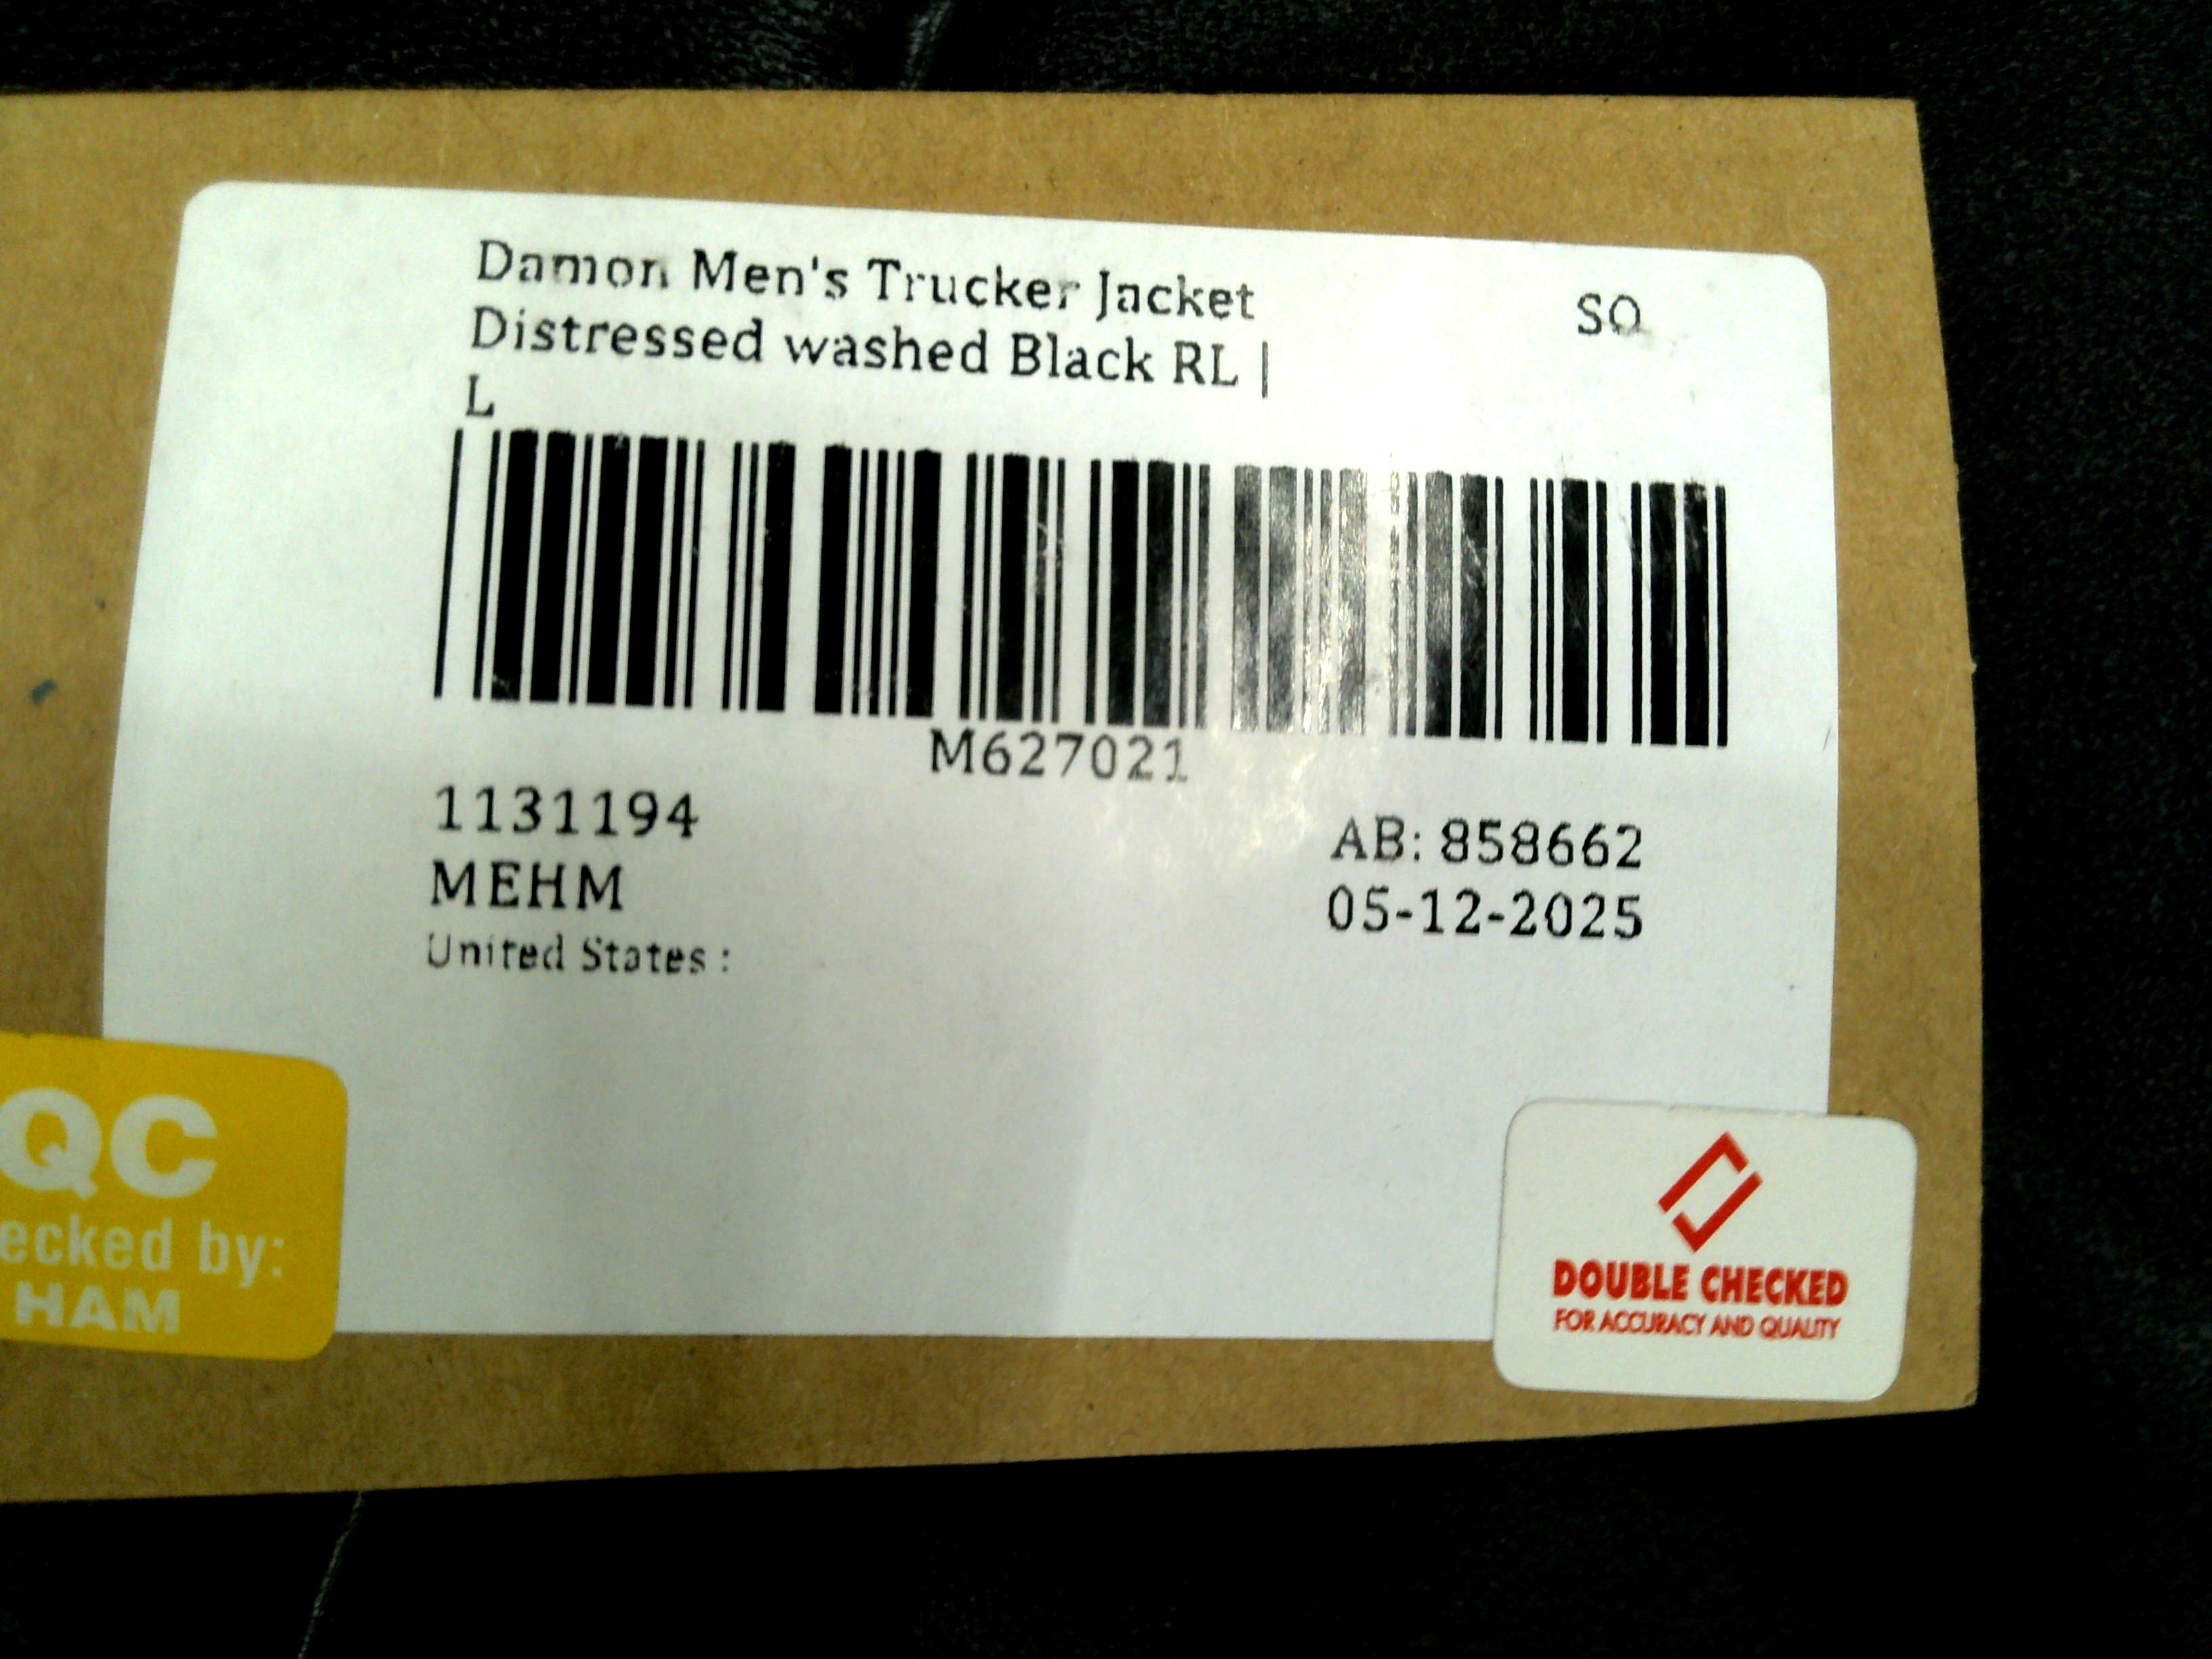 Damon Men's Trucker Jacket
Distressed washed Black RL |
L
SO
M627021
1131194
MEHM
United States :
AB: 858662
05-12-2025
QC
ecked by:
HAM
DOUBLE CHECKED
FOR ACCURACY AND QUALITY